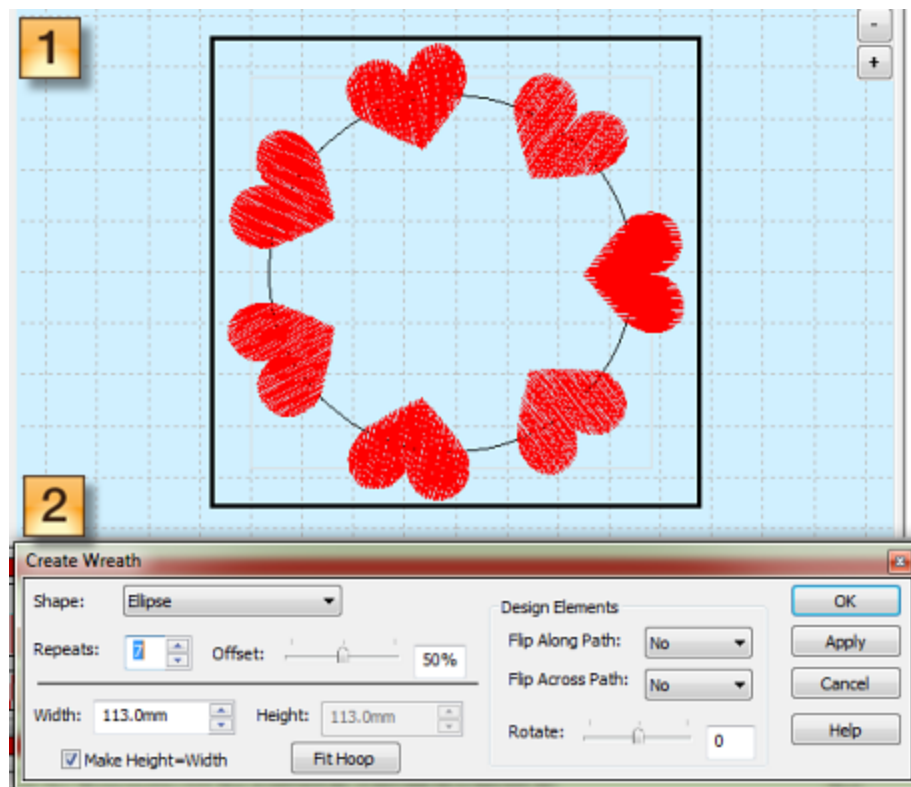 1
-
+
2
Create Wreath
Shape: Ellipse
Repeats: 7 Offset: 50%
Width: 113.0mm Height: 113.0mm
Make Height=Width Fit Hoop
Design Elements
Flip Along Path: No
Flip Across Path: No
Rotate: 0
OK
Apply
Cancel
Help